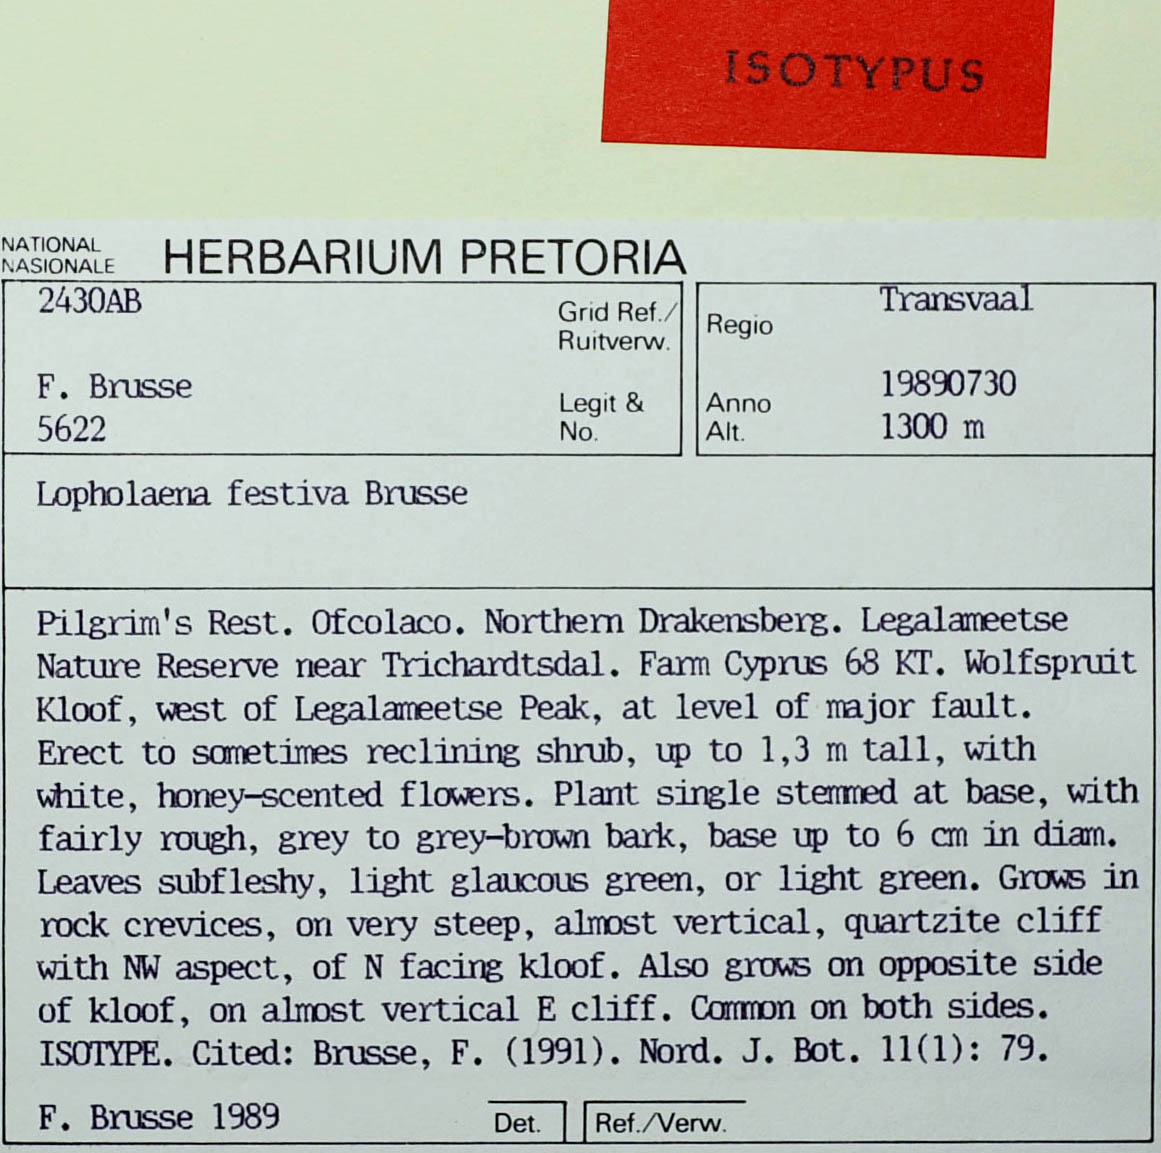 ISOTYPUS
NATIONAL
NASIONALE
HERBARIUM PRETORIA
2430AB
Grid Ref./
Ruitverw.
Regio
Transvaal
F. Brusse
5622
Legit &
No.
Anno
Alt.
19890730
1300 m
Lopholaena festiva Brusse
Pilgrim's Rest. Ofcolaco. Northern Drakensberg. Legalameetse
Nature Reserve near Trichardtsdal. Farm Cyprus 68 KT. Wolfspruit
Kloof, west of Legalameetse Peak, at level of major fault.
Erect to sometimes reclining shrub, up to 1,3 m tall, with
white, honey-scented flowers. Plant single stemmed at base, with
fairly rough, grey to grey-brown bark, base up to 6 cm in diam.
Leaves subfleshy, light glaucous green, or light green. Grows in
rock crevices, on very steep, almost vertical, quartzite cliff
with NW aspect, of N facing kloof. Also grows on opposite side
of kloof, on almost vertical E cliff. Common on both sides.
ISOTYPE. Cited: Brusse, F. (1991). Nord. J. Bot. 11(1): 79.
F. Brusse 1989
Det.
Ref./Verw.